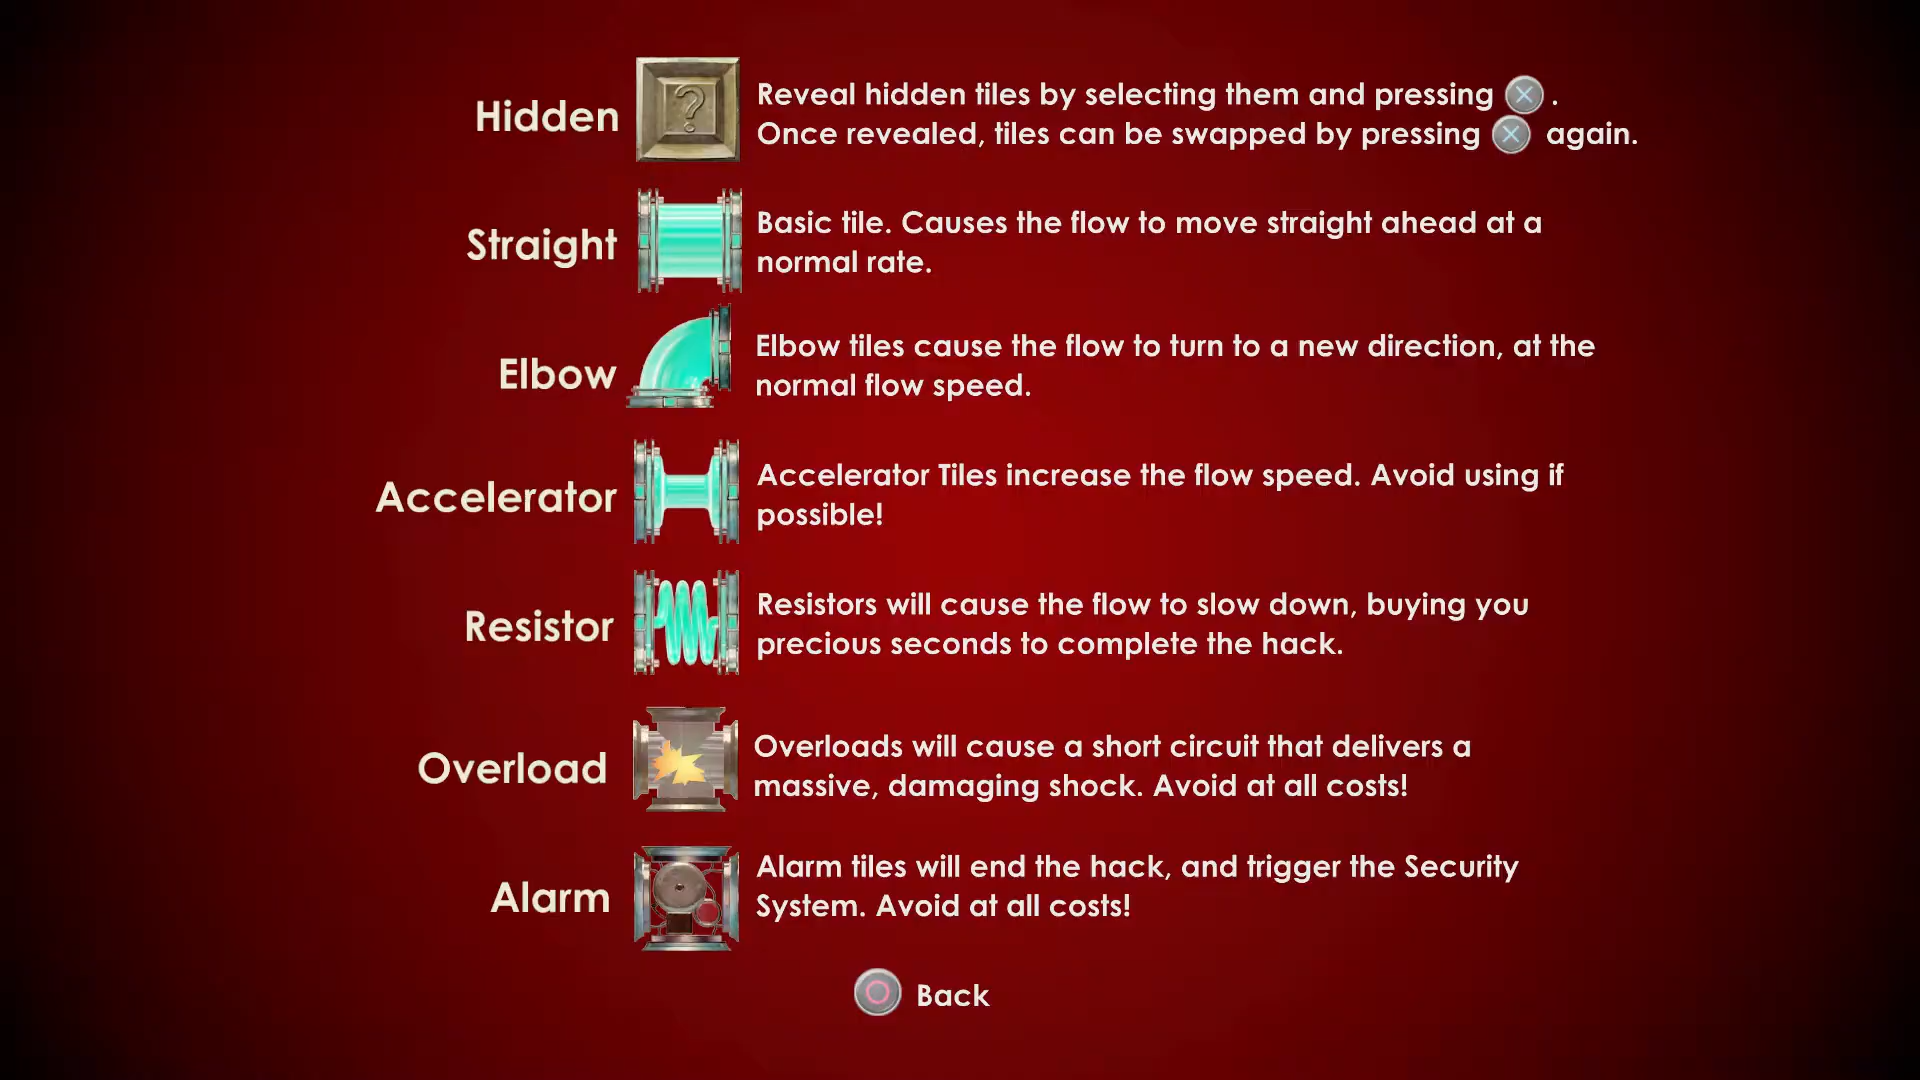 Hidden
Reveal hidden tiles by selecting them and pressing .
Once revealed, tiles can be swapped by pressing again.
Straight
Basic tile. Causes the flow to move straight ahead at a
normal rate.
Elbow
Elbow tiles cause the flow to turn to a new direction, at the
normal flow speed.
Accelerator
Accelerator Tiles increase the flow speed. Avoid using if
possible!
Resistor
Resistors will cause the flow to slow down, buying you
precious seconds to complete the hack.
Overload
Overloads will cause a short circuit that delivers a
massive, damaging shock. Avoid at all costs!
Alarm
Alarm tiles will end the hack, and trigger the Security
System. Avoid at all costs!
Back